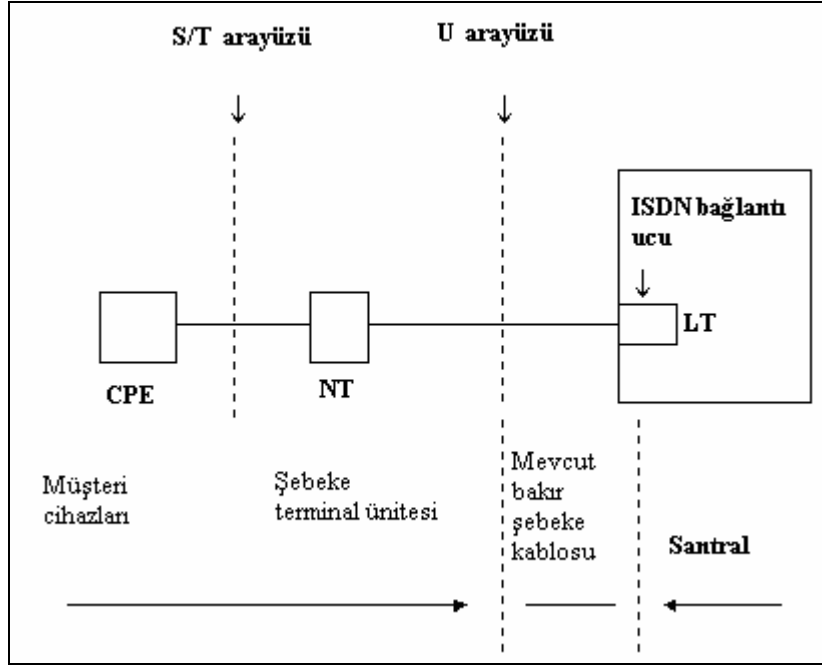 S/T arayüzü
U arayüzü
ISDN bağlantı
ucu
LT
CPE
NT
Müşteri
cihazları
Şebeke
terminal ünitesi
Mevcut
bakır
şebeke
kablosu
Santral